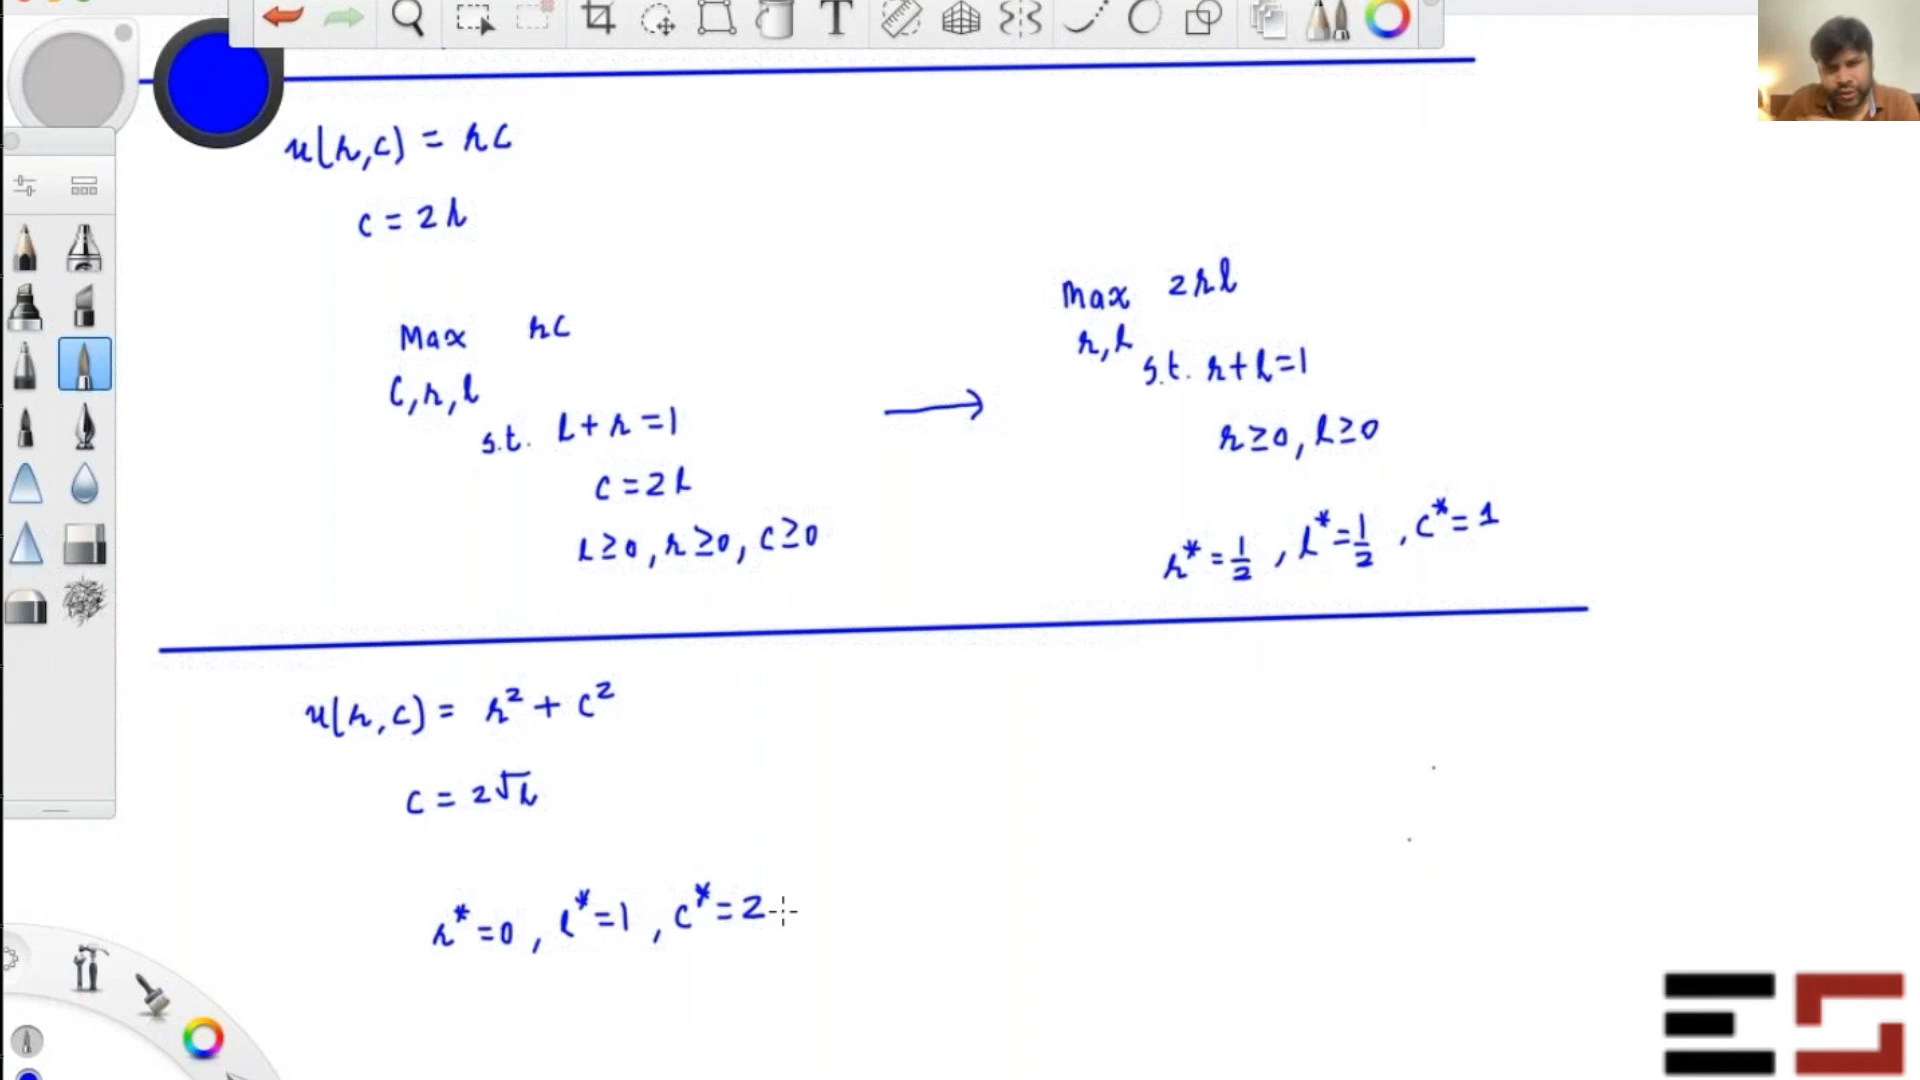 u(r,c) = rc
c = 2l
Max rc
c,r,l
s.t. l+r=1
c=2l
l≥0, r≥0, c≥0
→
Max 2rl
r,l
s.t. r+l=1
r≥0, l≥0
r*=1/2, l*=1/2, c*=1
u(r,c) = r²+c²
c = 2√l
r*=0, l*=1, c*=2
T
ES